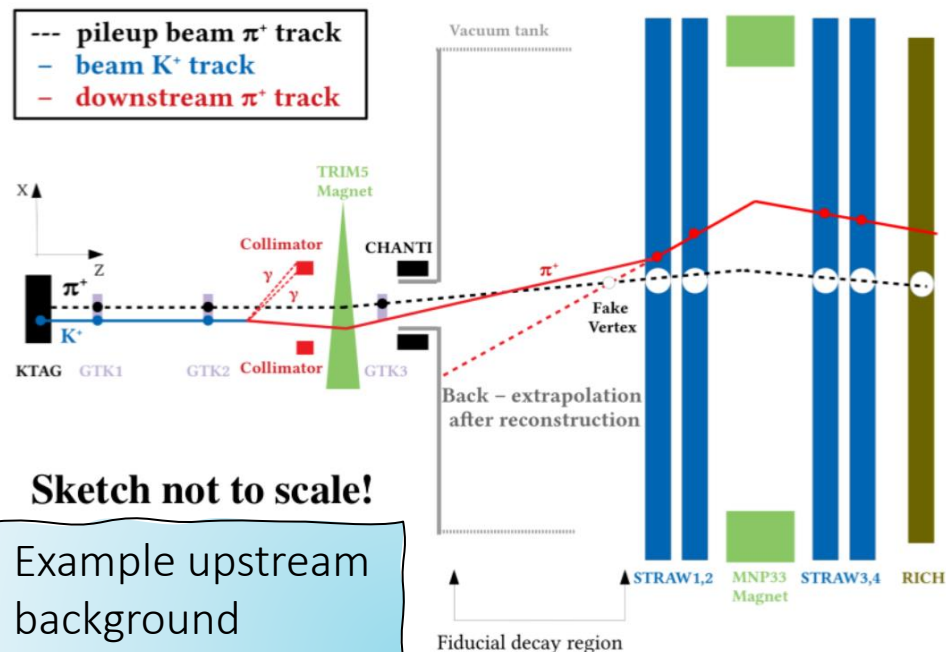 --- pileup beam π⁺ track
– beam K⁺ track
– downstream π⁺ track
Vacuum tank
TRIM5
Magnet
X
Z
Collimator
CHANTI
γ
γ
π⁺
π⁺
K⁺
Fake
Vertex
KTAG
GTK1
GTK2
Collimator
GTK3
Back – extrapolation
after reconstruction
Sketch not to scale!
Example upstream
background
STRAW1,2
MNP33
Magnet
STRAW3,4
RICH
Fiducial decay region